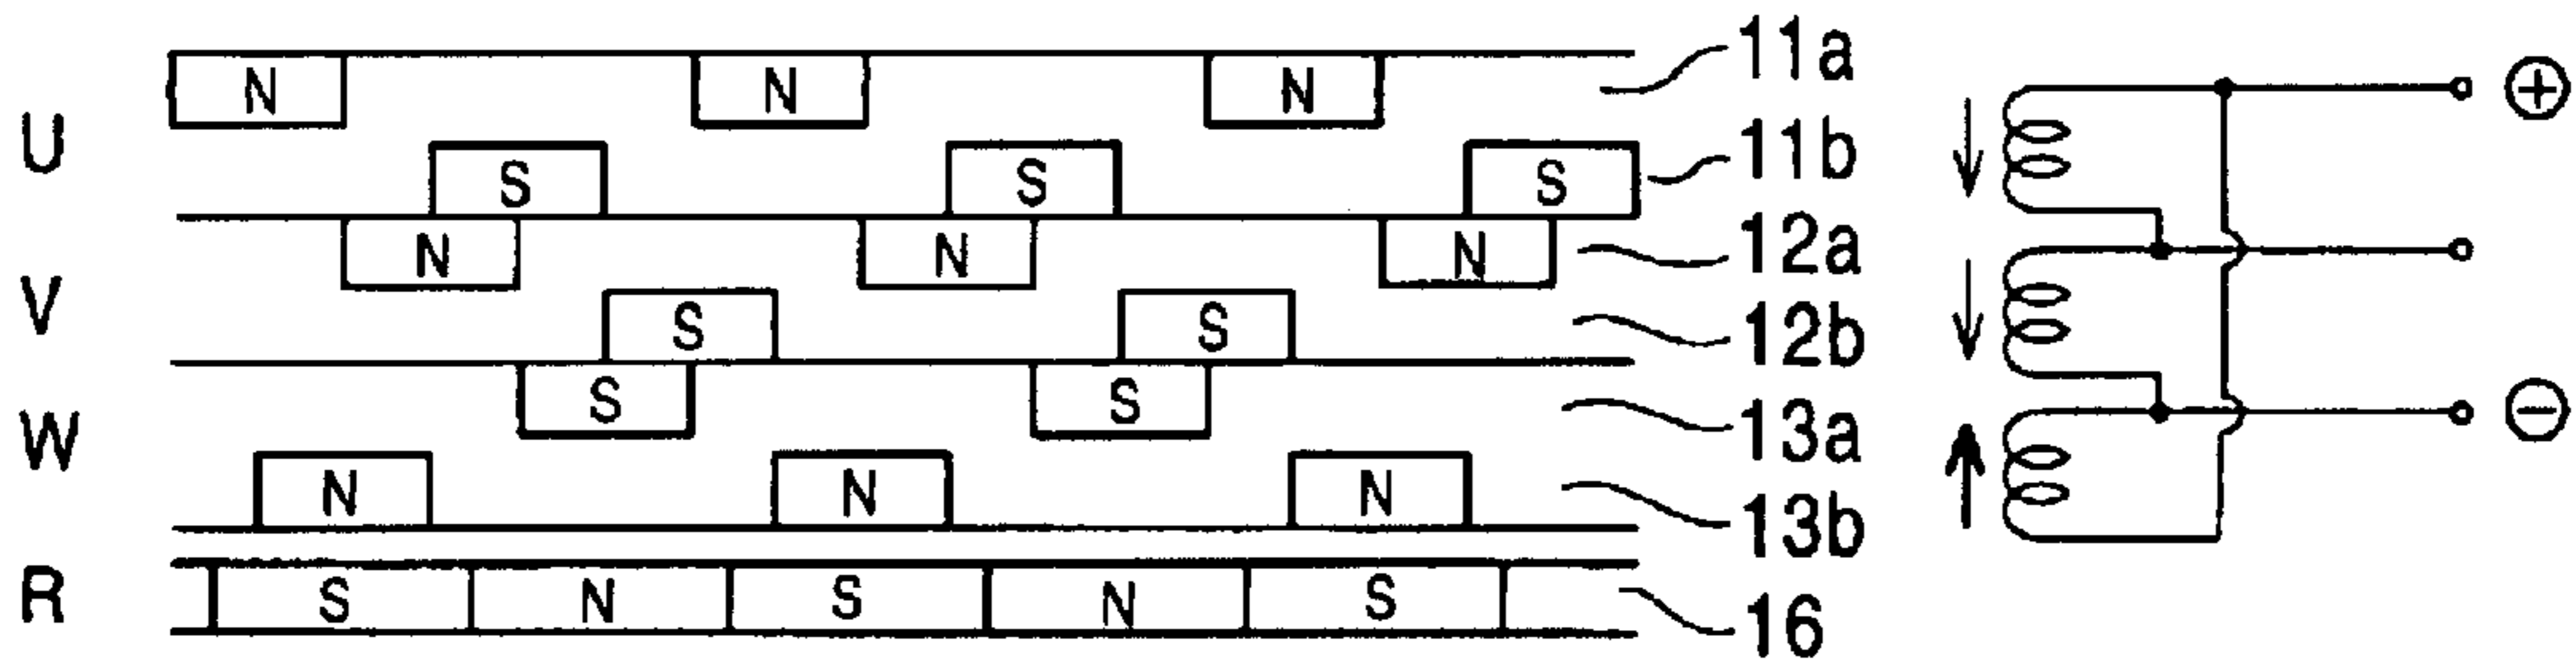 N N N 11a
U
S S S 11b
N N N 12a
V
S S 12b
S S 13a
W
N N N 13b
R S N S N S 16
⊕
⊖